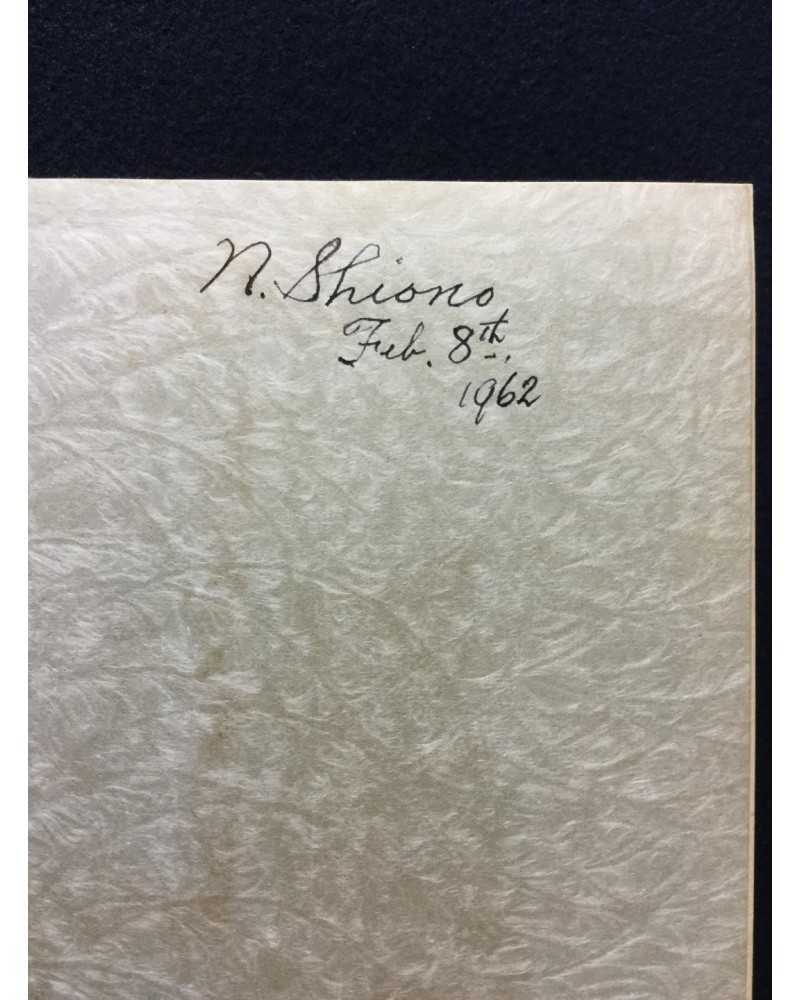 N. Shiono
Feb. 8th.,
1962